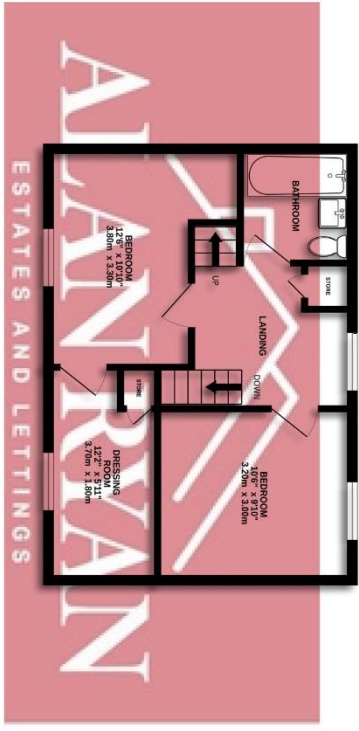 ALAN RYAN
ESTATES AND LETTINGS
BATHROOM
STORE
BEDROOM
12'6" x 10'10"
3.80m x 3.30m
UP
LANDING
DOWN
STORE
DRESSING
ROOM
12'2" x 5'11"
3.70m x 1.80m
BEDROOM
10'6" x 9'10"
3.20m x 3.00m